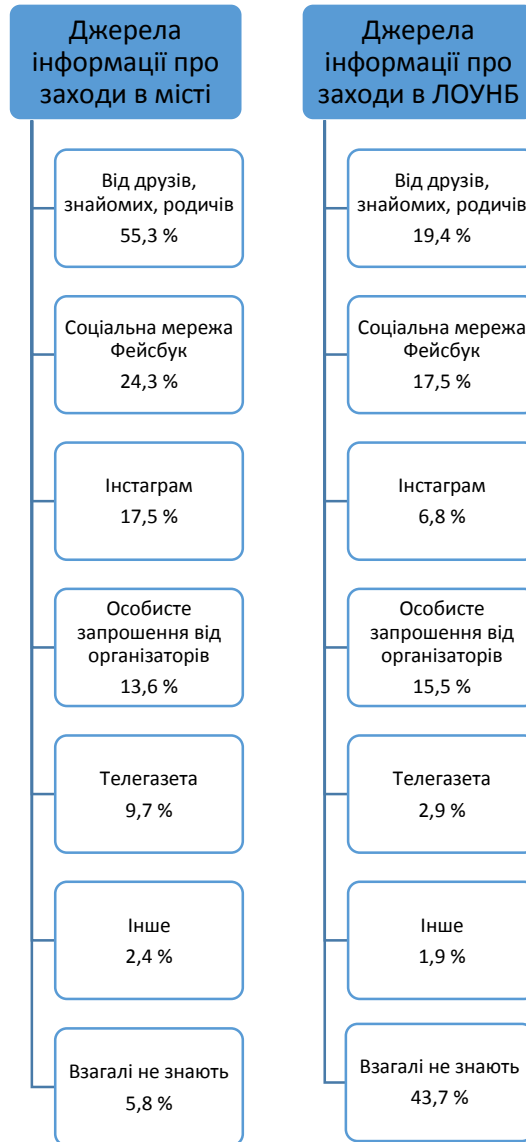 Джерела
інформації про
заходи в місті
Від друзів,
знайомих, родичів
55,3 %
Соціальна мережа
Фейсбук
24,3 %
Інстаграм
17,5 %
Особисте
запрошення від
організаторів
13,6 %
Телегазета
9,7 %
Інше
2,4 %
Взагалі не знають
5,8 %
Джерела
інформації про
заходи в ЛОУНБ
Від друзів,
знайомих, родичів
19,4 %
Соціальна мережа
Фейсбук
17,5 %
Інстаграм
6,8 %
Особисте
запрошення від
організаторів
15,5 %
Телегазета
2,9 %
Інше
1,9 %
Взагалі не знають
43,7 %